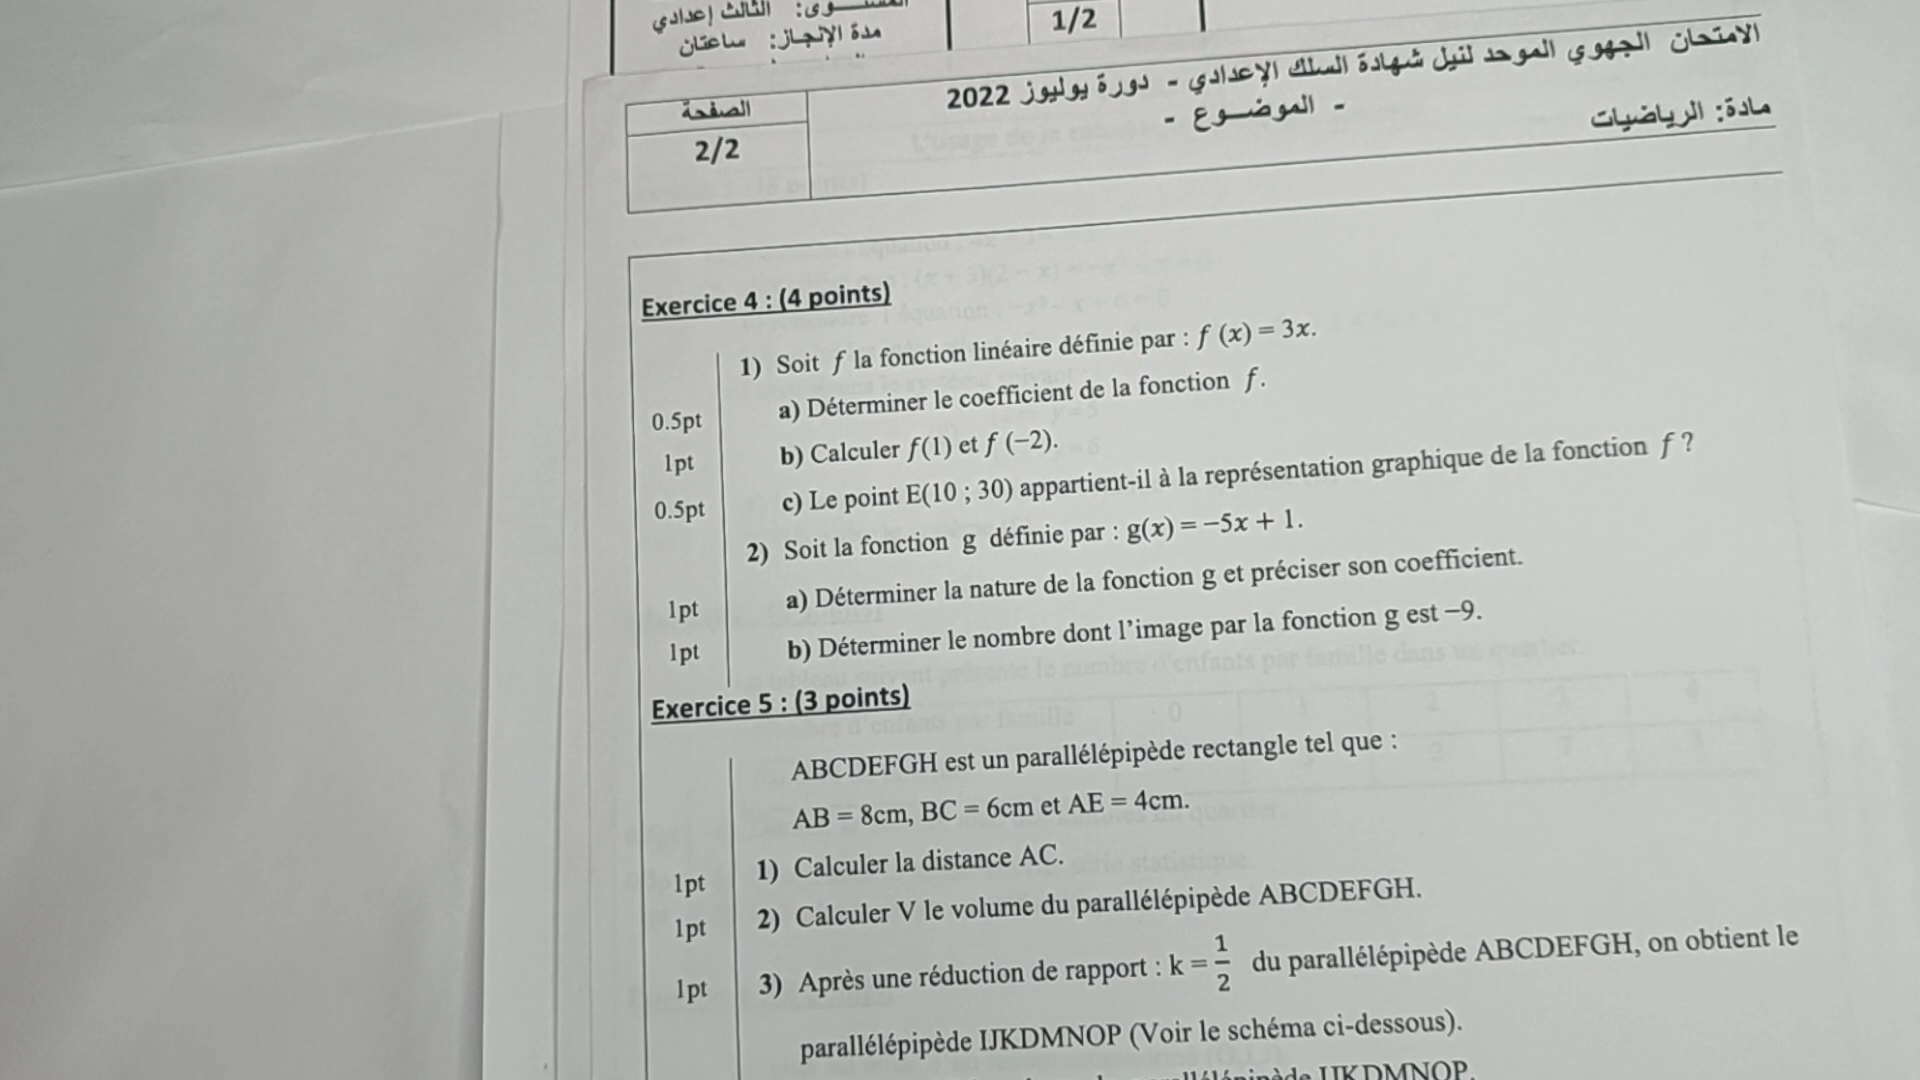 الثالث إعدادي
مدة الإنجاز: ساعتان
1/2
الامتحان الجهوي الموحد لنيل شهادة السلك الإعدادي - دورة يوليوز 2022
- الموضوع -
مادة: الرياضيات
الصفحة
2/2
Exercice 4 : (4 points)
1) Soit f la fonction linéaire définie par : f (x) = 3x.
0.5pt a) Déterminer le coefficient de la fonction f.
1pt b) Calculer f(1) et f (−2).
0.5pt c) Le point E(10 ; 30) appartient-il à la représentation graphique de la fonction f ?
2) Soit la fonction g définie par : g(x) = −5x + 1.
1pt a) Déterminer la nature de la fonction g et préciser son coefficient.
1pt b) Déterminer le nombre dont l’image par la fonction g est −9.
Exercice 5 : (3 points)
ABCDEFGH est un parallélépipède rectangle tel que :
AB = 8cm, BC = 6cm et AE = 4cm.
1pt 1) Calculer la distance AC.
1pt 2) Calculer V le volume du parallélépipède ABCDEFGH.
1pt 3) Après une réduction de rapport : k = 1/2 du parallélépipède ABCDEFGH, on obtient le
parallélépipède IJKDMNOP (Voir le schéma ci-dessous).
IJKDMNOP.